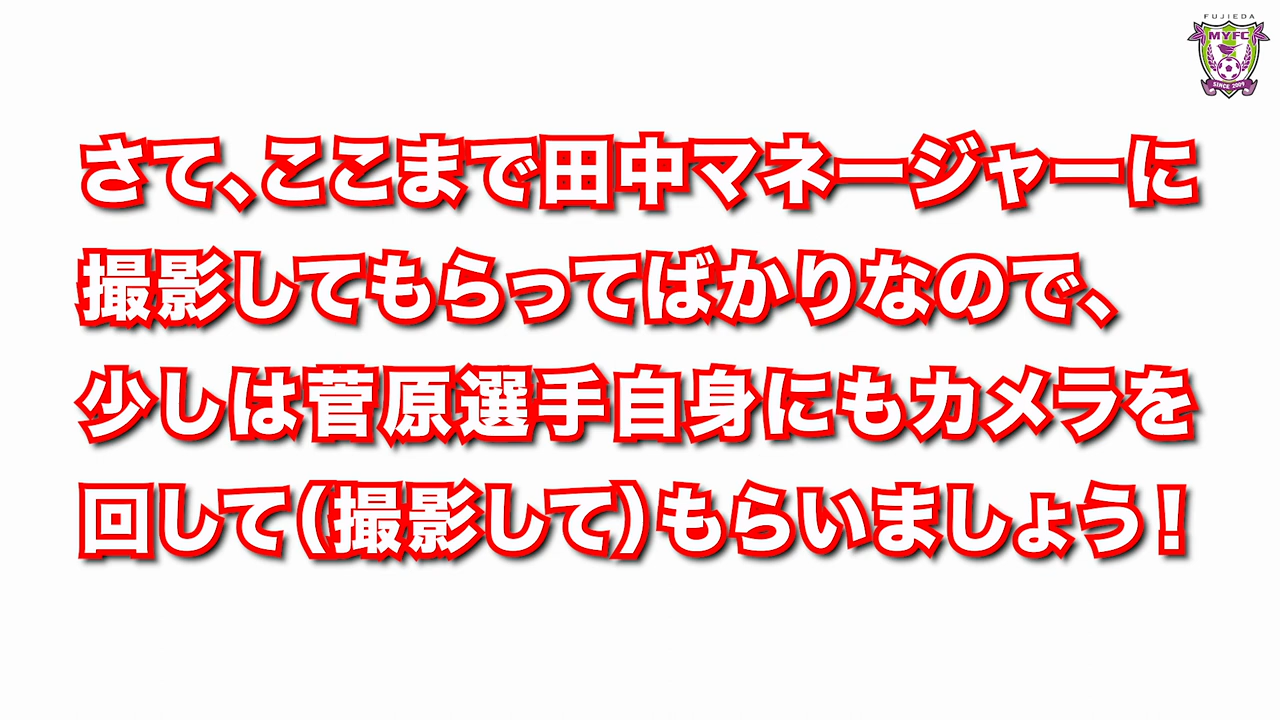 FUJIEDA
MYFC
SINCE 2009
さて、ここまで田中マネージャーに
撮影してもらってばかりなので、
少しは菅原選手自身にもカメラを
回して(撮影して)もらいましょう!